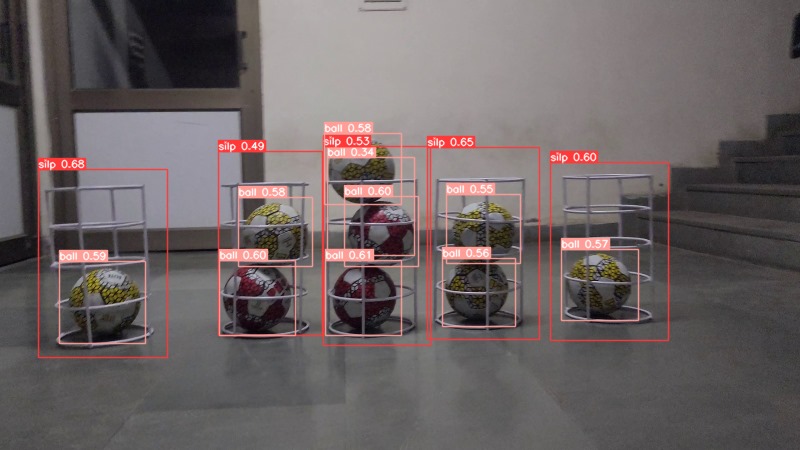 ball 0.58
silp 0.53
silp 0.65
silp 0.49
ball 0.34
silp 0.60
silp 0.68
ball 0.58
ball 0.60
ball 0.55
ball 0.57
ball 0.59
ball 0.60
ball 0.61
ball 0.56